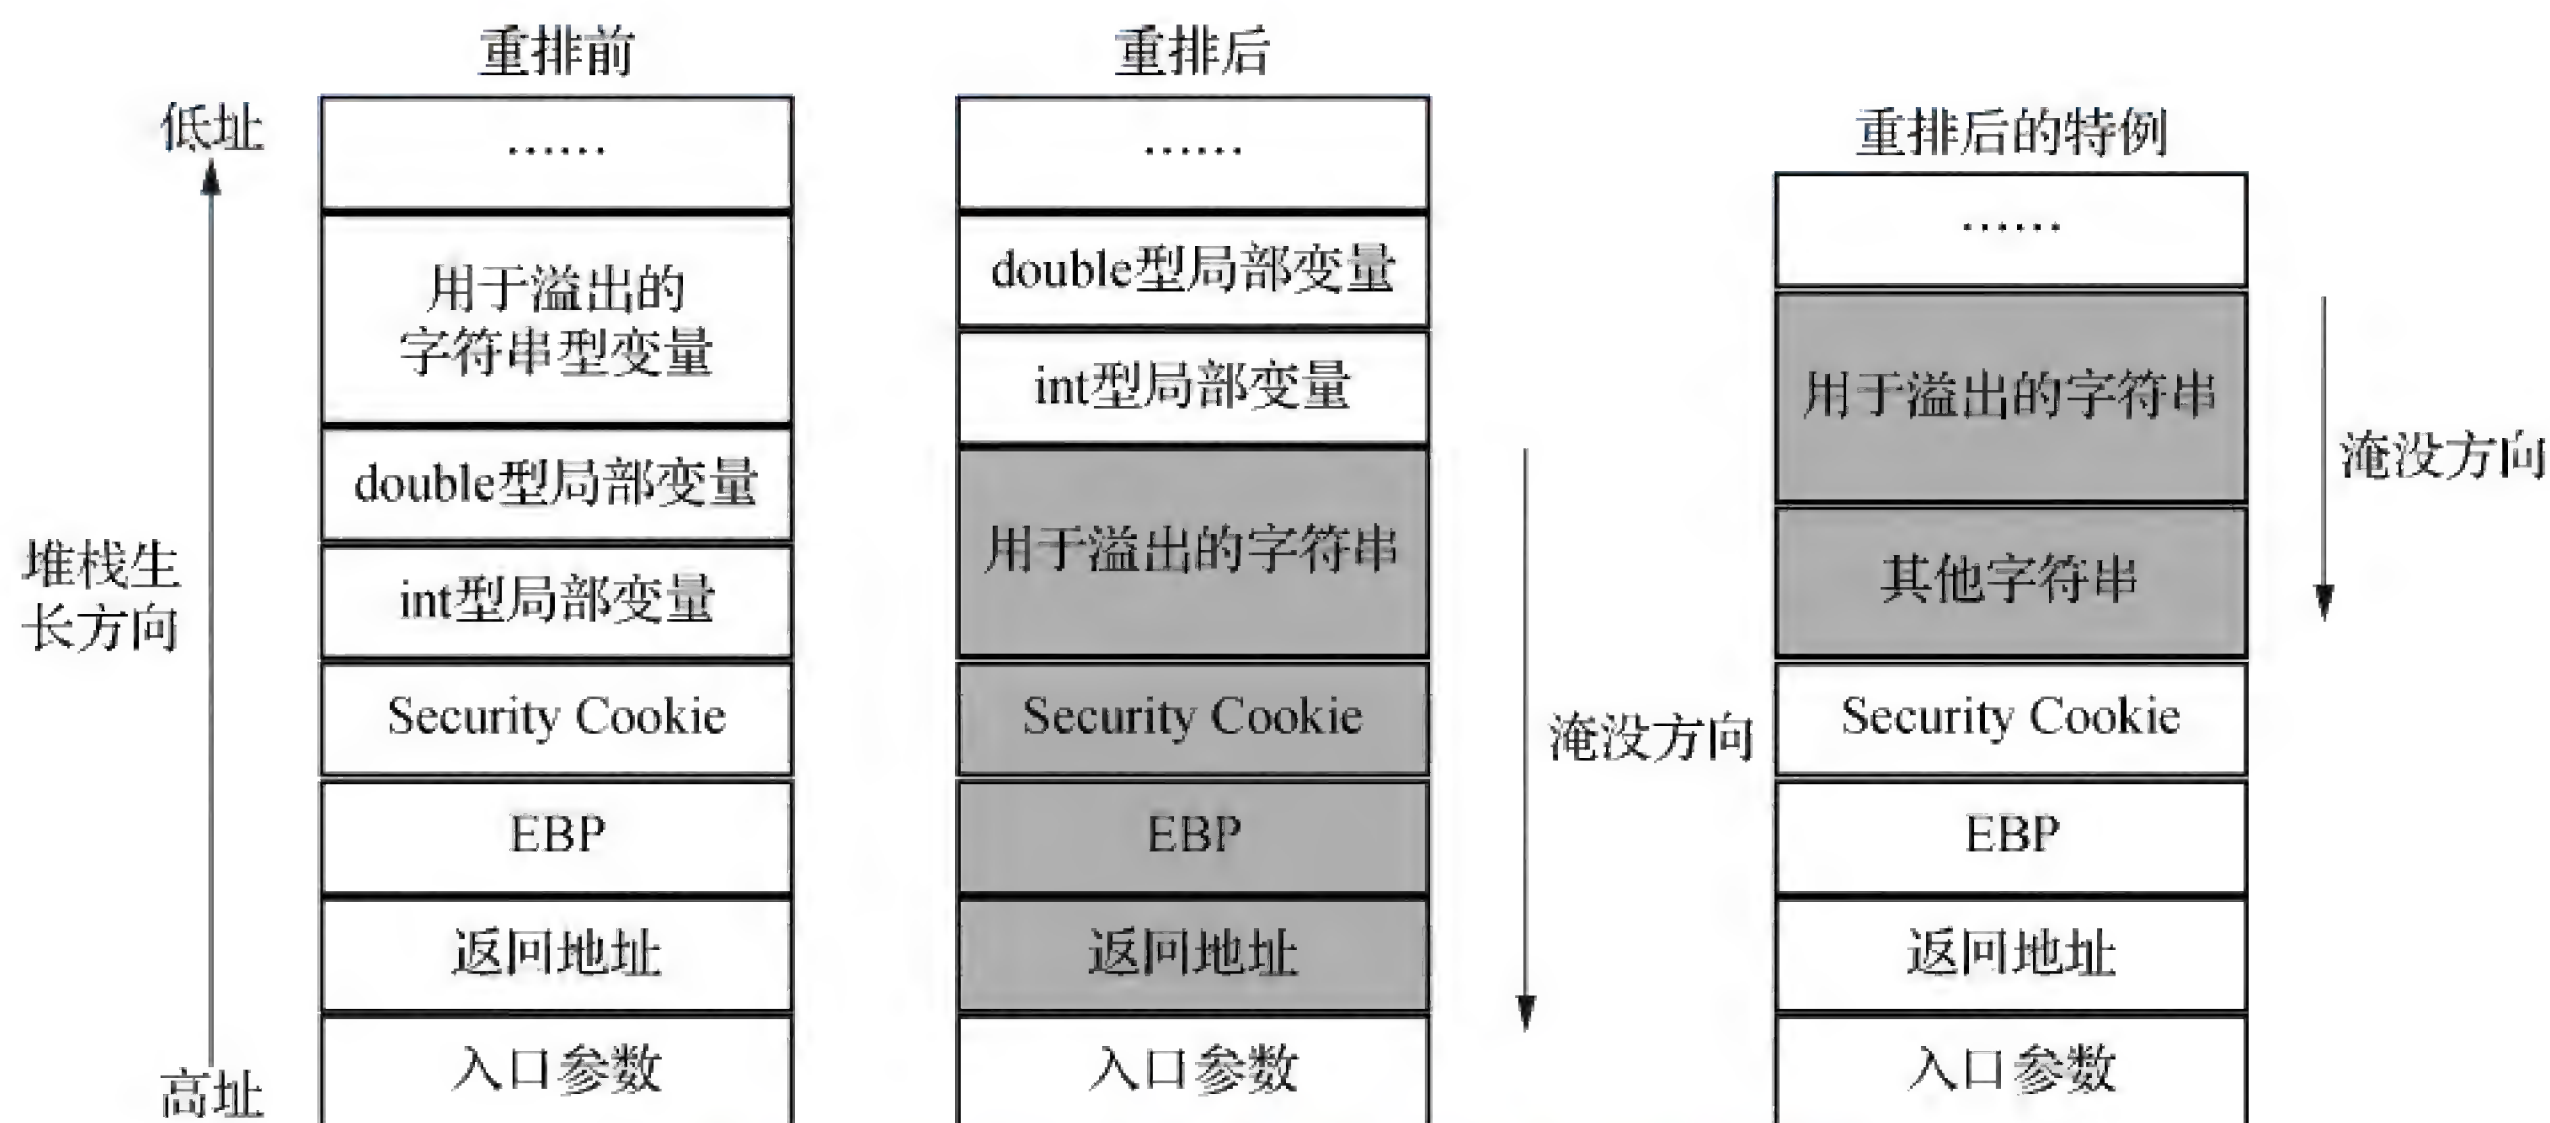 重排前
低址
……
用于溢出的
字符串型变量
double型局部变量
int型局部变量
Security Cookie
EBP
返回地址
入口参数
堆栈生
长方向
高址
重排后
……
double型局部变量
int型局部变量
用于溢出的字符串
Security Cookie
EBP
返回地址
入口参数
淹没方向
重排后的特例
……
用于溢出的字符串
其他字符串
Security Cookie
EBP
返回地址
入口参数
淹没方向